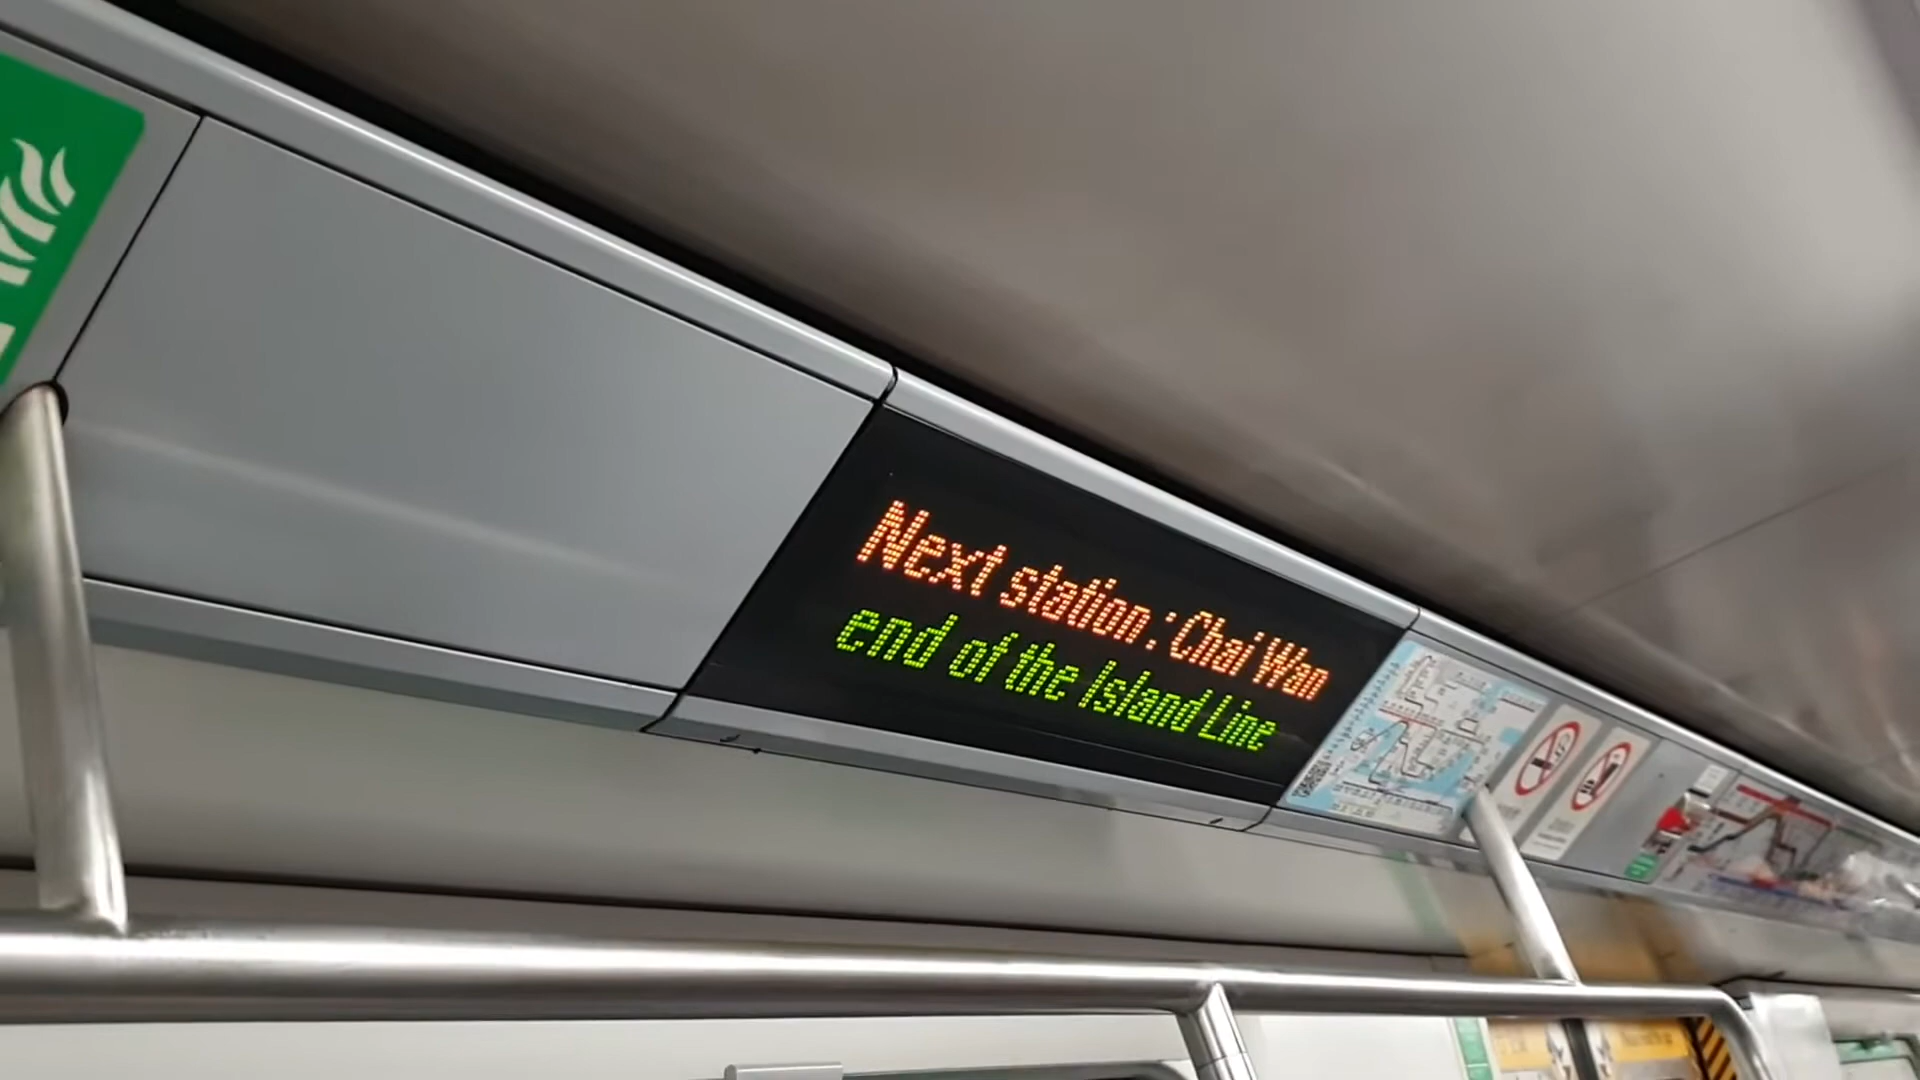 Next station : Chai Wan
end of the Island Line